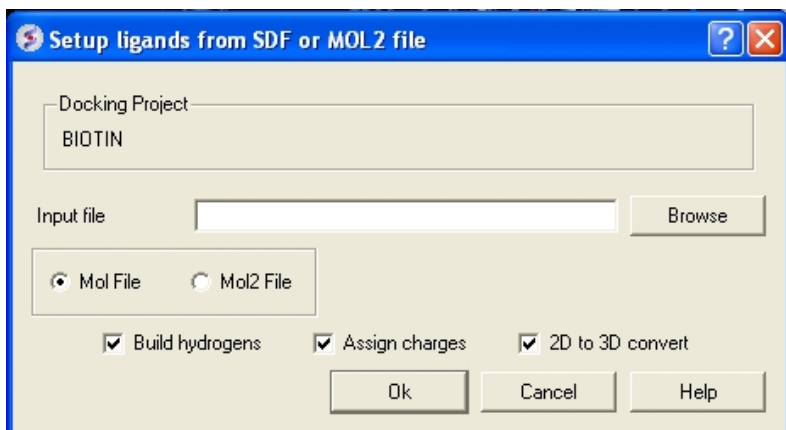 Setup ligands from SDF or MOL2 file
Docking Project
BIOTIN
Input file Browse
Mol File Mol2 File
Build hydrogens Assign charges 2D to 3D convert
Ok Cancel Help